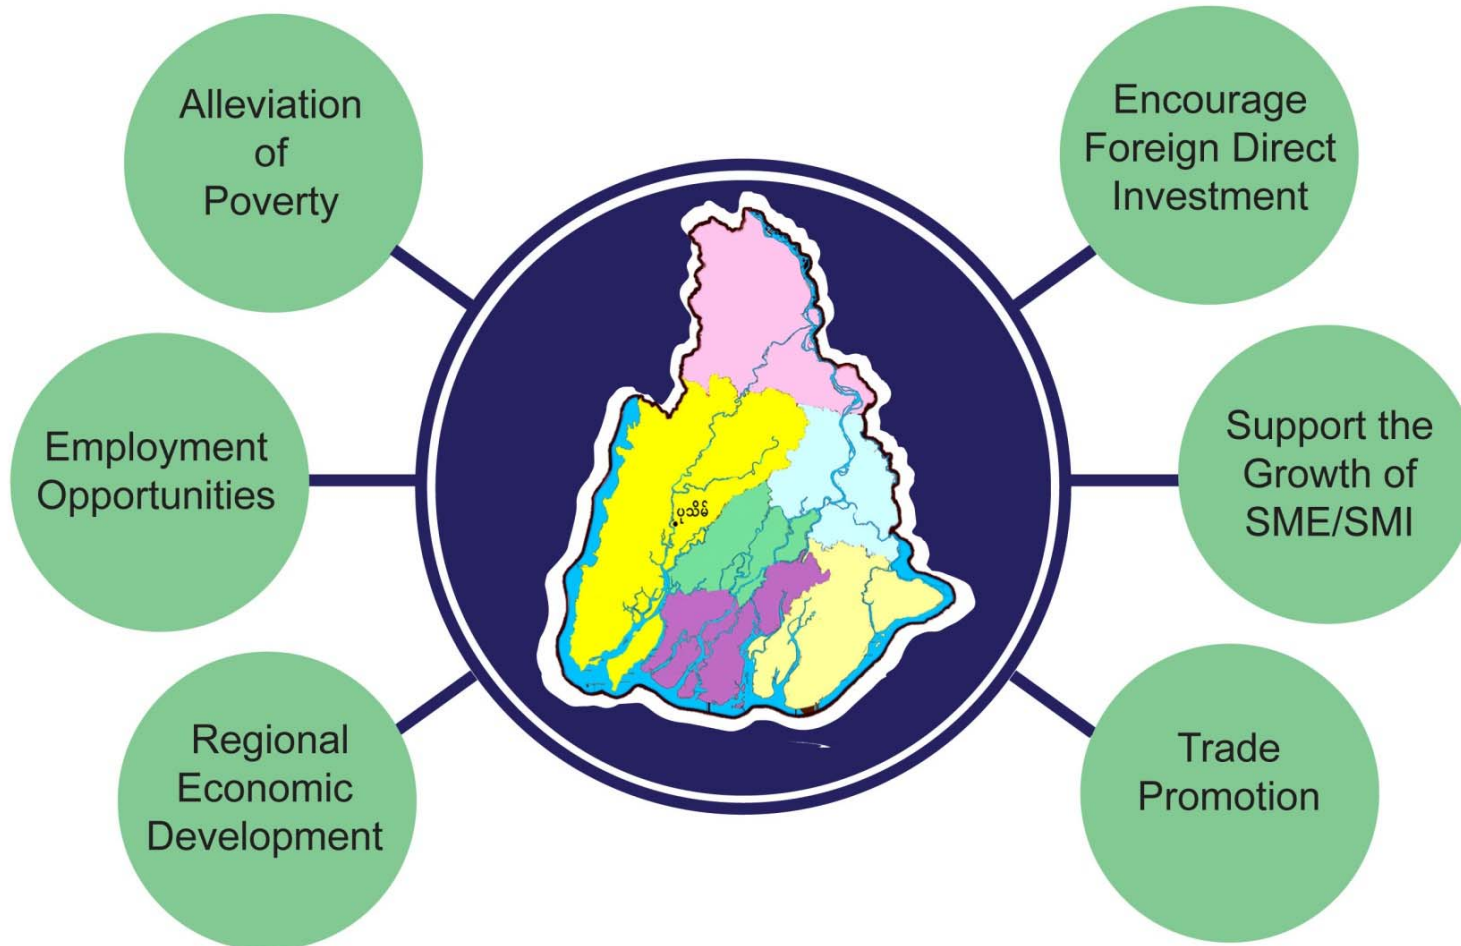 Alleviation
of
Poverty
Encourage
Foreign Direct
Investment
Employment
Opportunities
ပုသိမ်
Support the
Growth of
SME/SMI
Regional
Economic
Development
Trade
Promotion